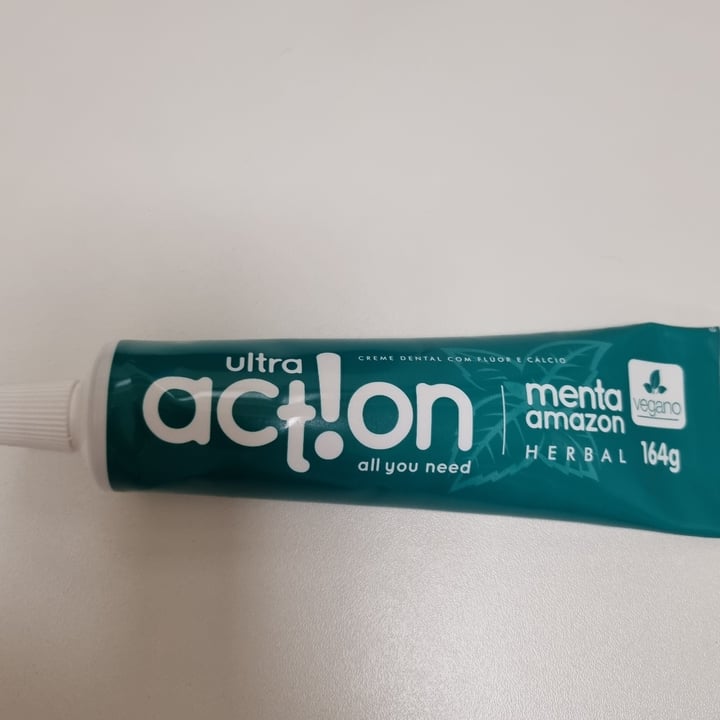 ultra
CREME DENTAL COM FLÚOR E CÁLCIO
act!on
all you need
menta
amazon
HERBAL
164g
vegano